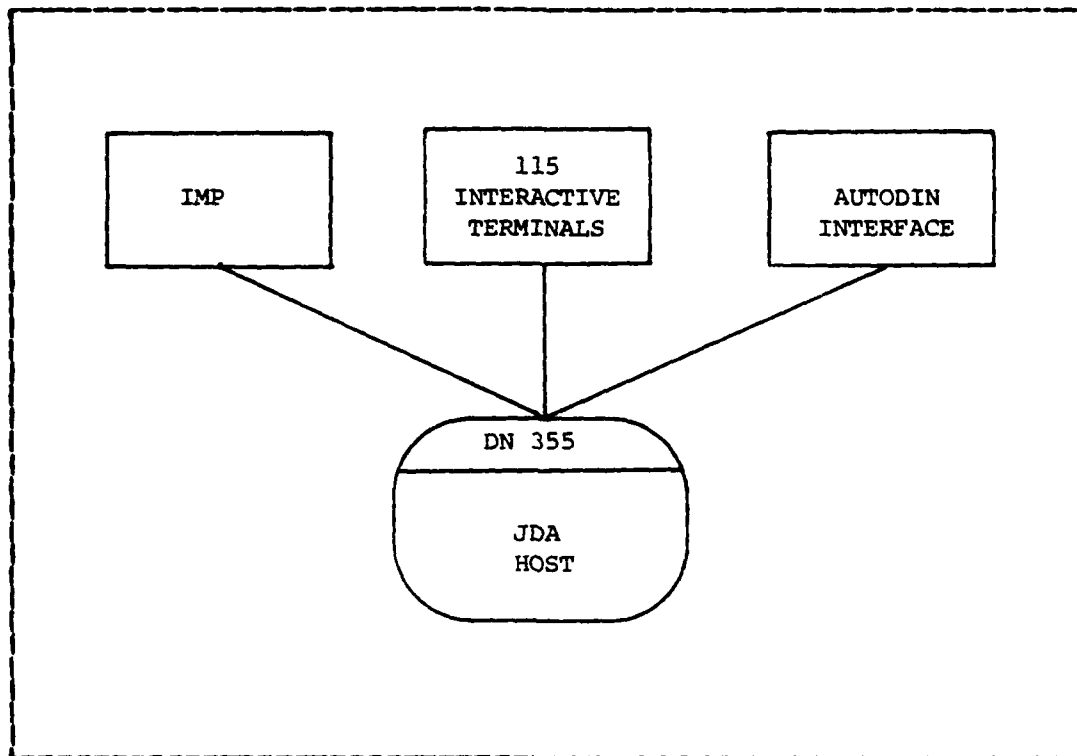 IMP
115
INTERACTIVE
TERMINALS
AUTODIN
INTERFACE
DN 355
JDA
HOST